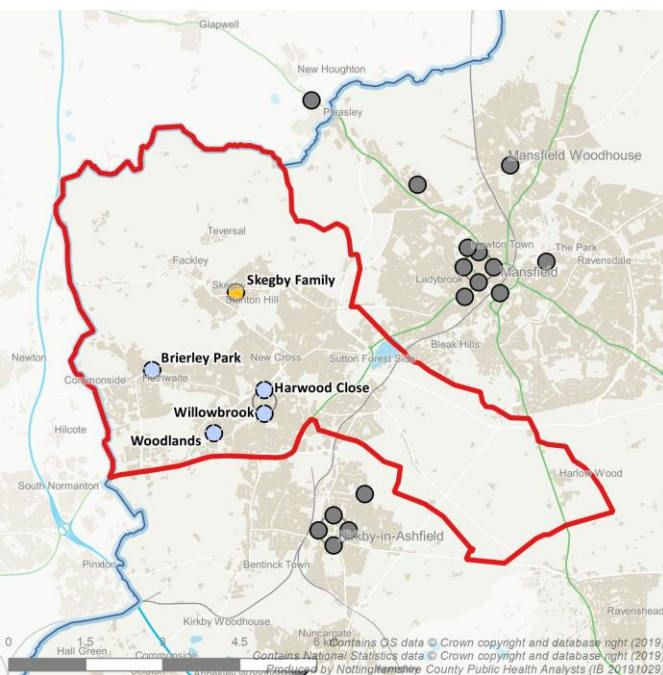 Glapwell
New Houghton
Pleasley
Mansfield Woodhouse
Teversal
Newton Town
The Park
Ravensdale
Fackley
Ladybrook
Mansfield
Skegby Family
Skegby
Stanton Hill
Bleak Hills
Newton
Brierley Park
New Cross
Sutton Forest Side
Commonside
Huthwaite
Harwood Close
Hilcote
Willowbrook
Woodlands
Harlow Wood
South Normanton
Kirkby-in-Ashfield
Pinxton
Bentinck Town
Ravenshead
Kirkby Woodhouse
Nuncargate
0 1.5 3 4.5 6 km
Contains OS data © Crown copyright and database right (2019)
Hall Green
Commonside
Contains National Statistics data © Crown copyright and database right (2019)
Produced by Nottinghamshire County Public Health Analysts (IB 20191029)